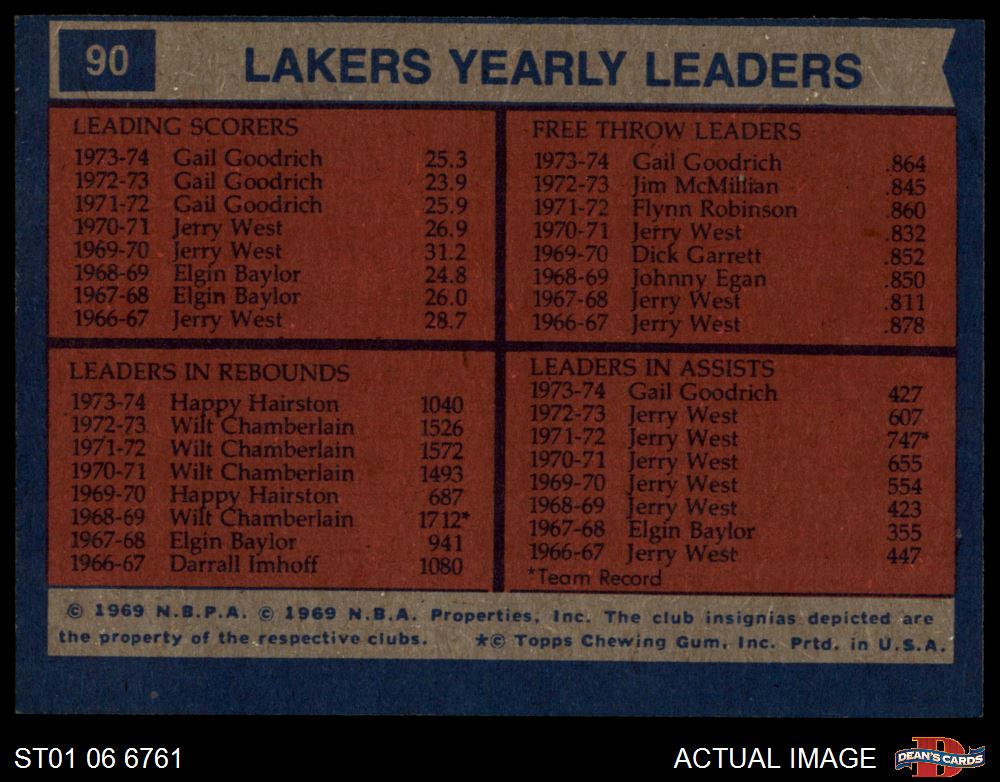 90
LAKERS YEARLY LEADERS
LEADING SCORERS
1973-74 Gail Goodrich 25.3
1972-73 Gail Goodrich 23.9
1971-72 Gail Goodrich 25.9
1970-71 Jerry West 26.9
1969-70 Jerry West 31.2
1968-69 Elgin Baylor 24.8
1967-68 Elgin Baylor 26.0
1966-67 Jerry West 28.7
FREE THROW LEADERS
1973-74 Gail Goodrich .864
1972-73 Jim McMillian .845
1971-72 Flynn Robinson .860
1970-71 Jerry West .832
1969-70 Dick Garrett .852
1968-69 Johnny Egan .850
1967-68 Jerry West .811
1966-67 Jerry West .878
LEADERS IN REBOUNDS
1973-74 Happy Hairston 1040
1972-73 Wilt Chamberlain 1526
1971-72 Wilt Chamberlain 1572
1970-71 Wilt Chamberlain 1493
1969-70 Happy Hairston 687
1968-69 Wilt Chamberlain 1712*
1967-68 Elgin Baylor 941
1966-67 Darrall Imhoff 1080
LEADERS IN ASSISTS
1973-74 Gail Goodrich 427
1972-73 Jerry West 607
1971-72 Jerry West 747*
1970-71 Jerry West 655
1969-70 Jerry West 554
1968-69 Jerry West 423
1967-68 Elgin Baylor 355
1966-67 Jerry West 447
*Team Record
© 1969 N.B.P.A. © 1969 N.B.A. Properties, Inc. The club insignias depicted are
the property of the respective clubs. *© Topps Chewing Gum, Inc. Prtd. in U.S.A.
ST01 06 6761
ACTUAL IMAGE
D
DEAN'S CARDS